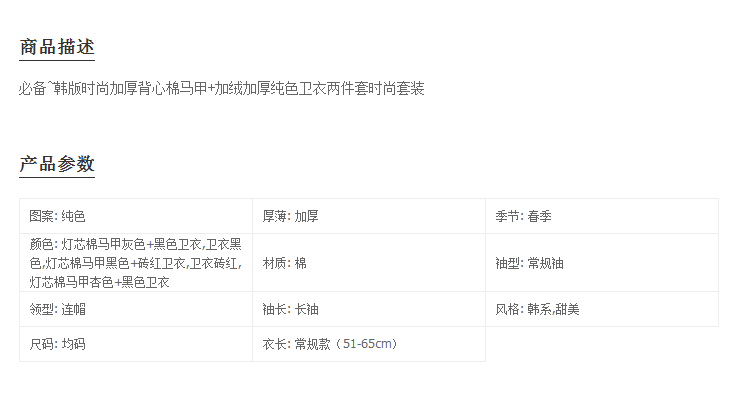 商品描述
必备~韩版时尚加厚背心棉马甲+加绒加厚纯色卫衣两件套时尚套装
产品参数
图案: 纯色
厚薄: 加厚
季节: 春季
颜色: 灯芯棉马甲灰色+黑色卫衣,卫衣黑
色,灯芯棉马甲黑色+砖红卫衣,卫衣砖红,
灯芯棉马甲杏色+黑色卫衣
材质: 棉
袖型: 常规袖
领型: 连帽
袖长: 长袖
风格: 韩系,甜美
尺码: 均码
衣长: 常规款（51-65cm）